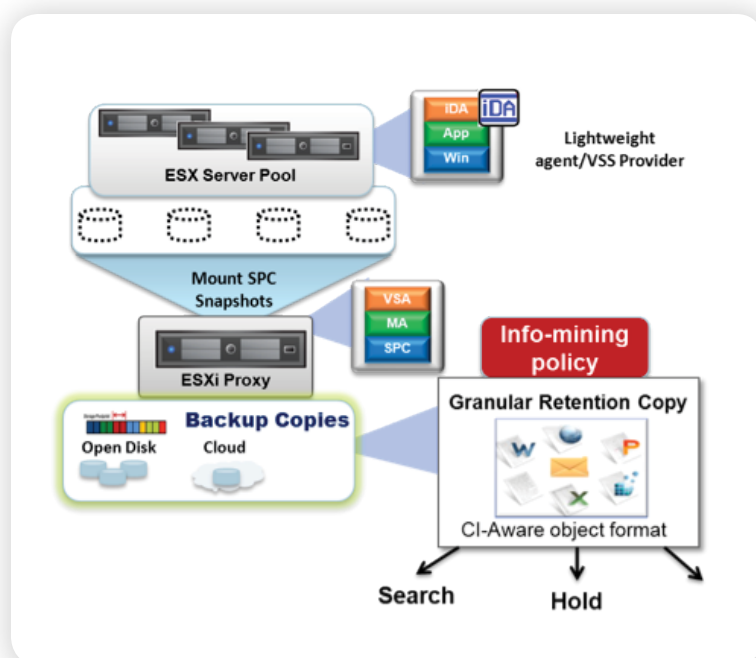 IDA
iDA
App
Win
Lightweight
agent/VSS Provider
ESX Server Pool
Mount SPC
Snapshots
VSA
MA
SPC
ESXi Proxy
Info-mining
policy
Backup Copies
Open Disk
Cloud
Granular Retention Copy
W
P
X
CI-Aware object format
Search
Hold